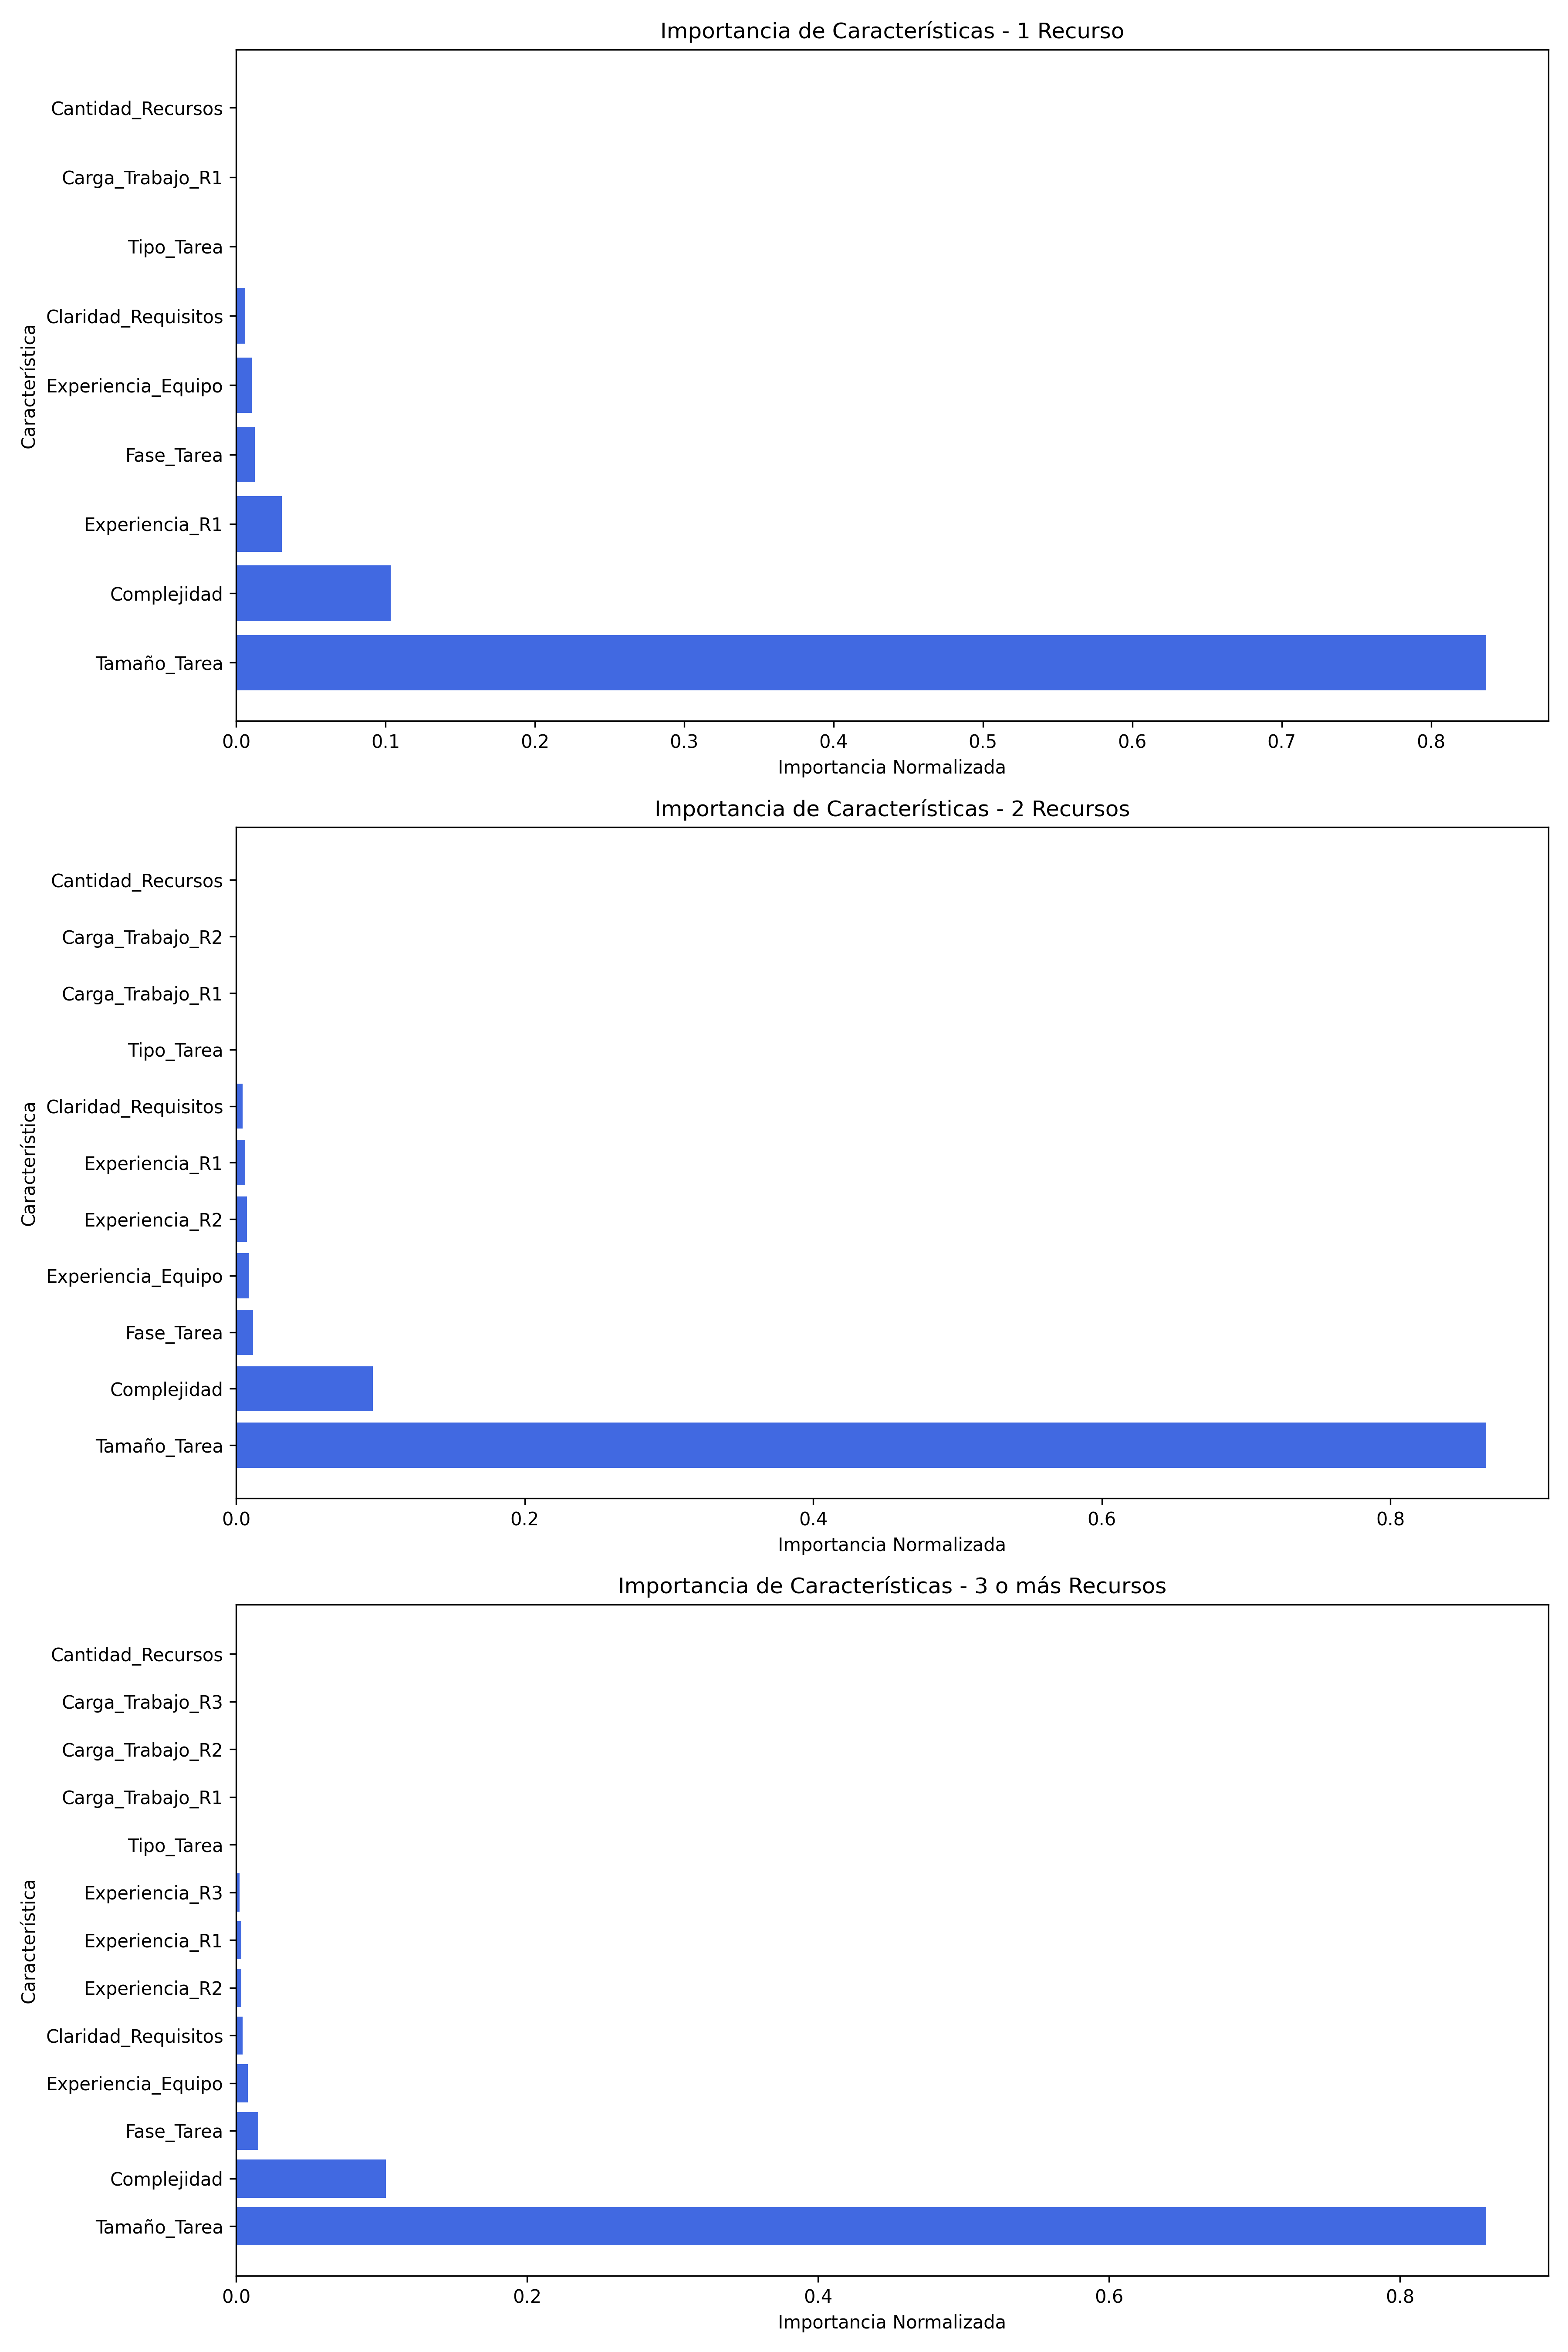 Importancia de Características - 1 Recurso
Característica
Cantidad_Recursos
Carga_Trabajo_R1
Tipo_Tarea
Claridad_Requisitos
Experiencia_Equipo
Fase_Tarea
Experiencia_R1
Complejidad
Tamaño_Tarea
0.0 0.1 0.2 0.3 0.4 0.5 0.6 0.7 0.8
Importancia Normalizada
Importancia de Características - 2 Recursos
Característica
Cantidad_Recursos
Carga_Trabajo_R2
Carga_Trabajo_R1
Tipo_Tarea
Claridad_Requisitos
Experiencia_R1
Experiencia_R2
Experiencia_Equipo
Fase_Tarea
Complejidad
Tamaño_Tarea
0.0 0.2 0.4 0.6 0.8
Importancia Normalizada
Importancia de Características - 3 o más Recursos
Característica
Cantidad_Recursos
Carga_Trabajo_R3
Carga_Trabajo_R2
Carga_Trabajo_R1
Tipo_Tarea
Experiencia_R3
Experiencia_R1
Experiencia_R2
Claridad_Requisitos
Experiencia_Equipo
Fase_Tarea
Complejidad
Tamaño_Tarea
0.0 0.2 0.4 0.6 0.8
Importancia Normalizada